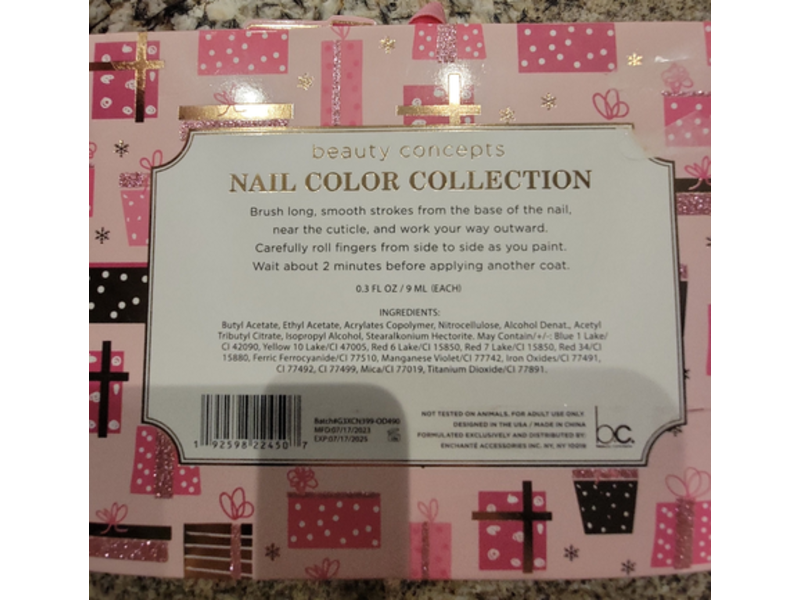 beauty concepts
NAIL COLOR COLLECTION
Brush long, smooth strokes from the base of the nail,
near the cuticle, and work your way outward.
Carefully roll fingers from side to side as you paint.
Wait about 2 minutes before applying another coat.
0.3 FL OZ / 9 ML (EACH)
INGREDIENTS:
Butyl Acetate, Ethyl Acetate, Acrylates Copolymer, Nitrocellulose, Alcohol Denat., Acetyl
Tributyl Citrate, Isopropyl Alcohol, Stearalkonium Hectorite. May Contain/+/-: Blue 1 Lake/
CI 42090, Yellow 10 Lake/CI 47005, Red 6 Lake/CI 15850, Red 7 Lake/CI 15850, Red 34/CI
15880, Ferric Ferrocyanide/CI 77510, Manganese Violet/CI 77742, Iron Oxides/CI 77491,
CI 77492, CI 77499, Mica/CI 77019, Titanium Dioxide/CI 77891.
1 92598 22450 7
Batch#G3XCN399-OD490
MFD:07/17/2023
EXP:07/17/2025
NOT TESTED ON ANIMALS. FOR ADULT USE ONLY.
DESIGNED IN THE USA / MADE IN CHINA
FORMULATED EXCLUSIVELY AND DISTRIBUTED BY:
ENCHANTE ACCESSORIES INC. NY, NY 10016
bc.